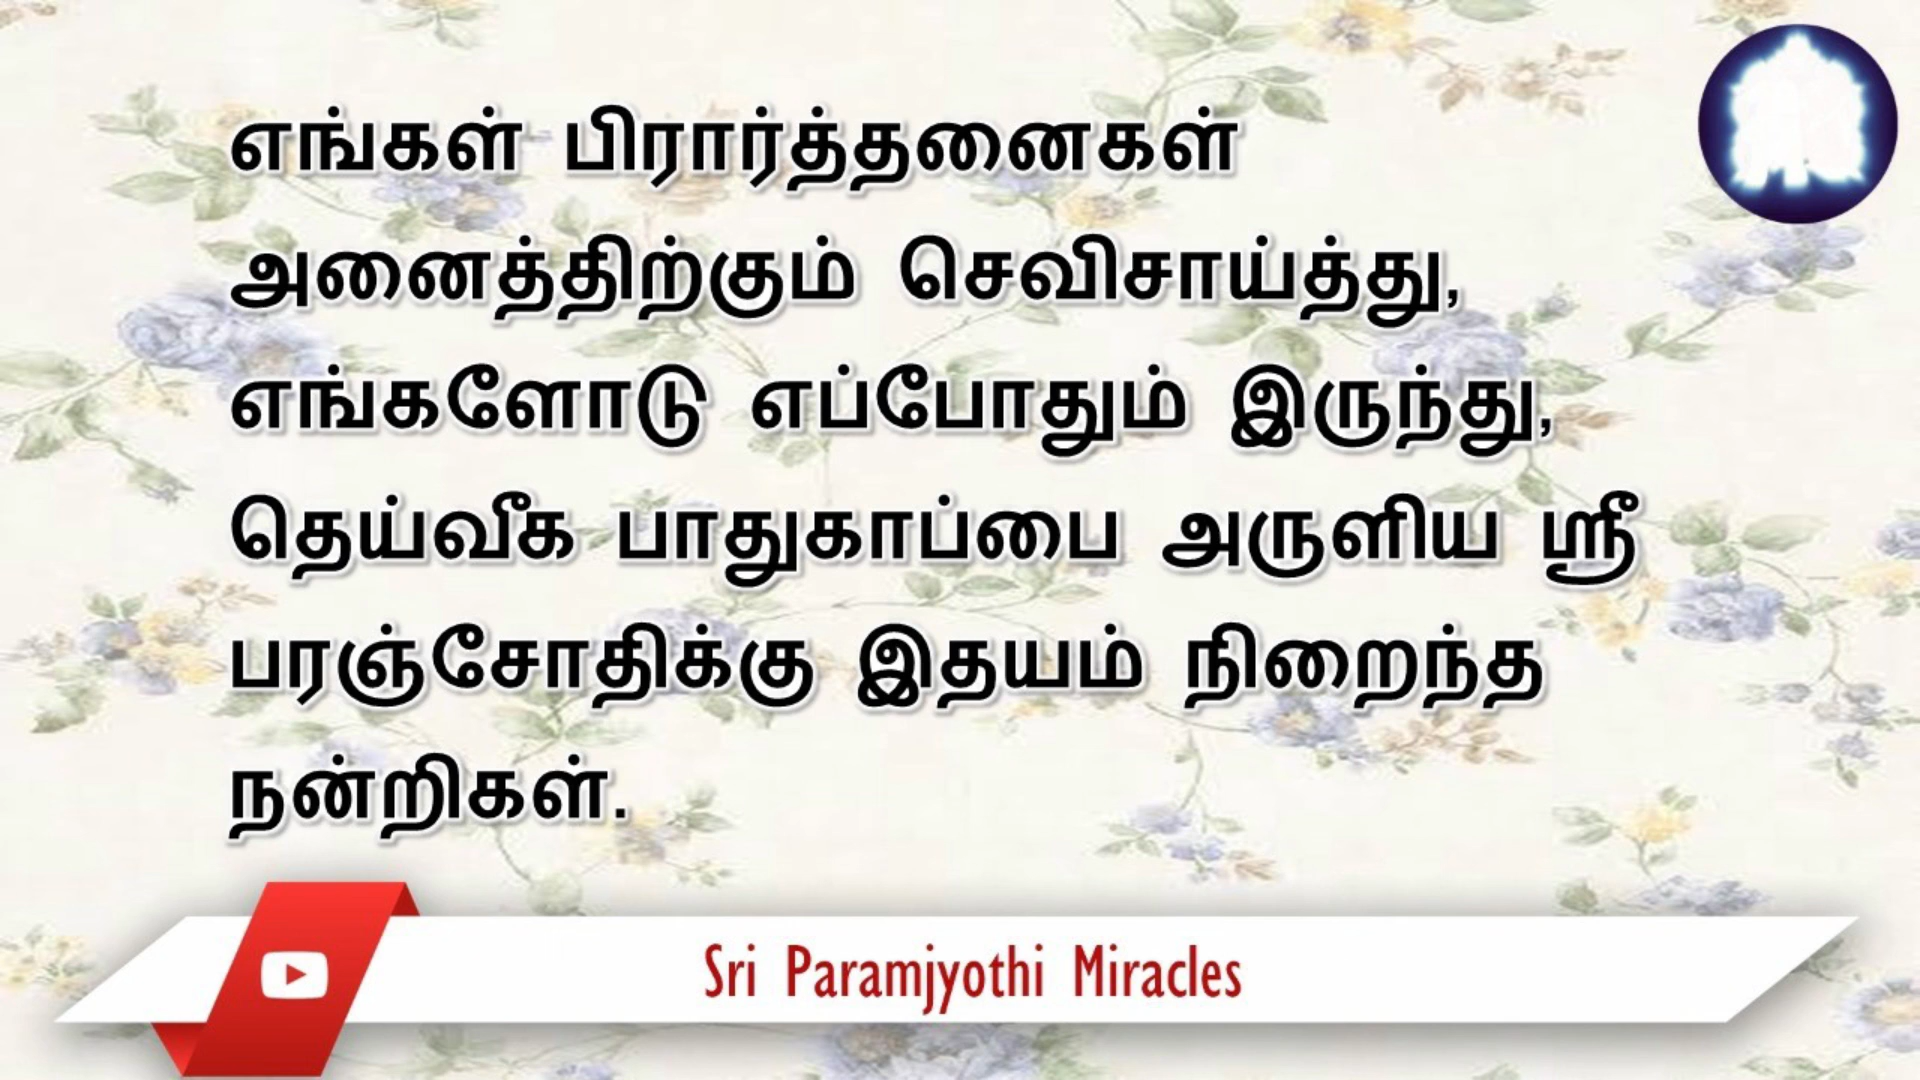 எங்கள் பிரார்த்தனைகள்
அனைத்திற்கும் செவிசாய்த்து,
எங்களோடு எப்போதும் இருந்து,
தெய்வீக பாதுகாப்பை அருளிய ஸ்ரீ
பரஞ்சோதிக்கு இதயம் நிறைந்த
நன்றிகள்.
Sri Paramjyothi Miracles